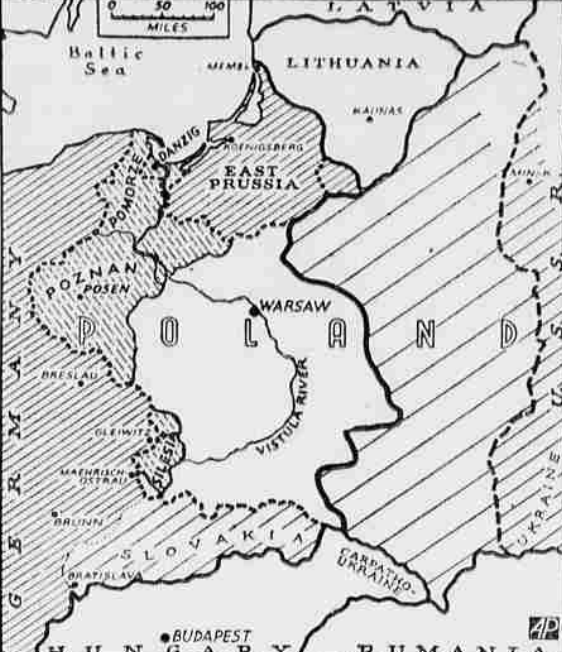 0 50 100
MILES
LATVIA
Baltic
Sea
MEMEL
LITHUANIA
KAUNAS
DANZIG
KOENIGSBERG
EAST
PRUSSIA
POMORZE
MINSK
POZNAN
POSEN
WARSAW
POLAND
GERMANY
U.S.S.R.
BRESLAU
VISTULA RIVER
GLEIWITZ
SILESIA
MAEHRISCH-
OSTRAU
BRUNN
SLOVAKIA
UKRAINE
CARPATHO-
UKRAINE
BRATISLAVA
BUDAPEST
HUNGARY
RUMANIA
AP